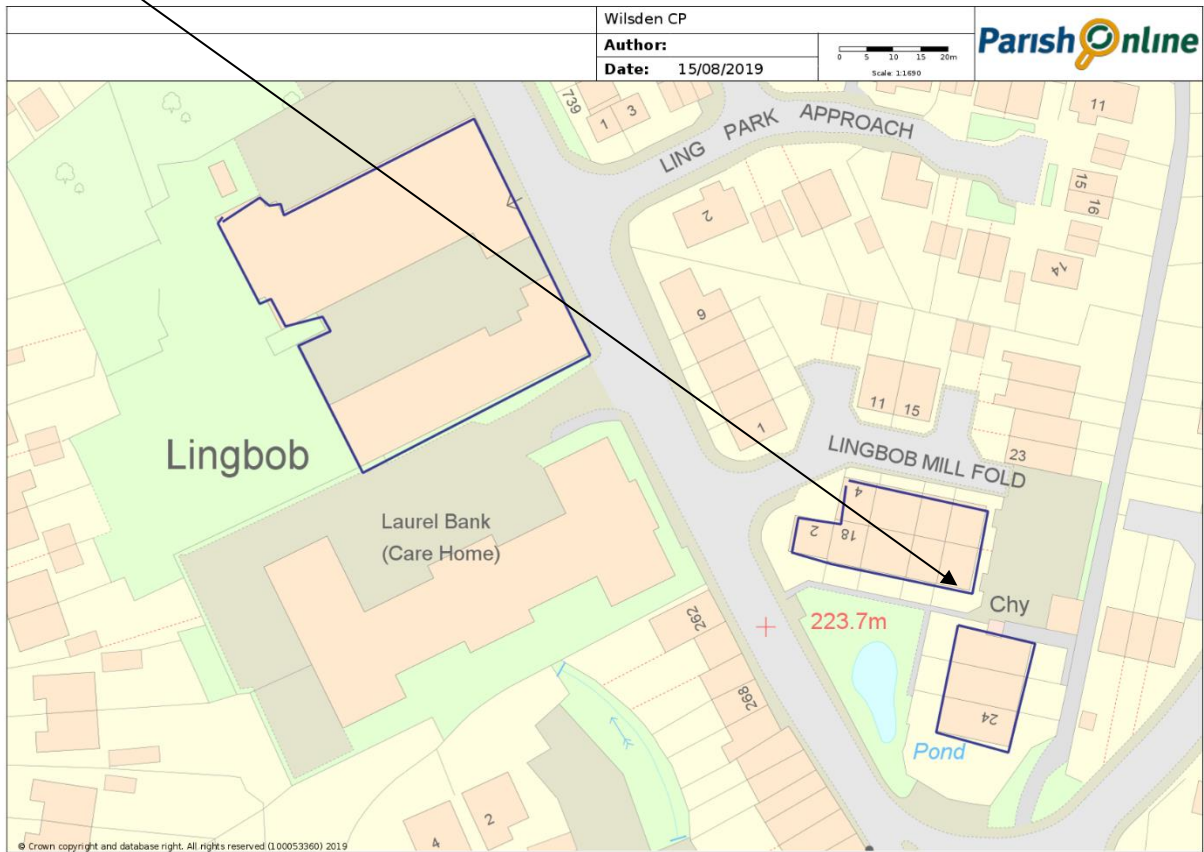 Wilsden CP
Author:
Date: 15/08/2019
0 5 10 15 20m
Scale: 1:1690
Parish Online
739
1
3
LING PARK APPROACH
11
2
15
16
14
9
1
11
15
LINGBOB MILL FOLD
23
Lingbob
Laurel Bank
(Care Home)
4
2
18
Chy
223.7m
262
268
24
Pond
2
4
© Crown copyright and database right. All rights reserved (100053360) 2019